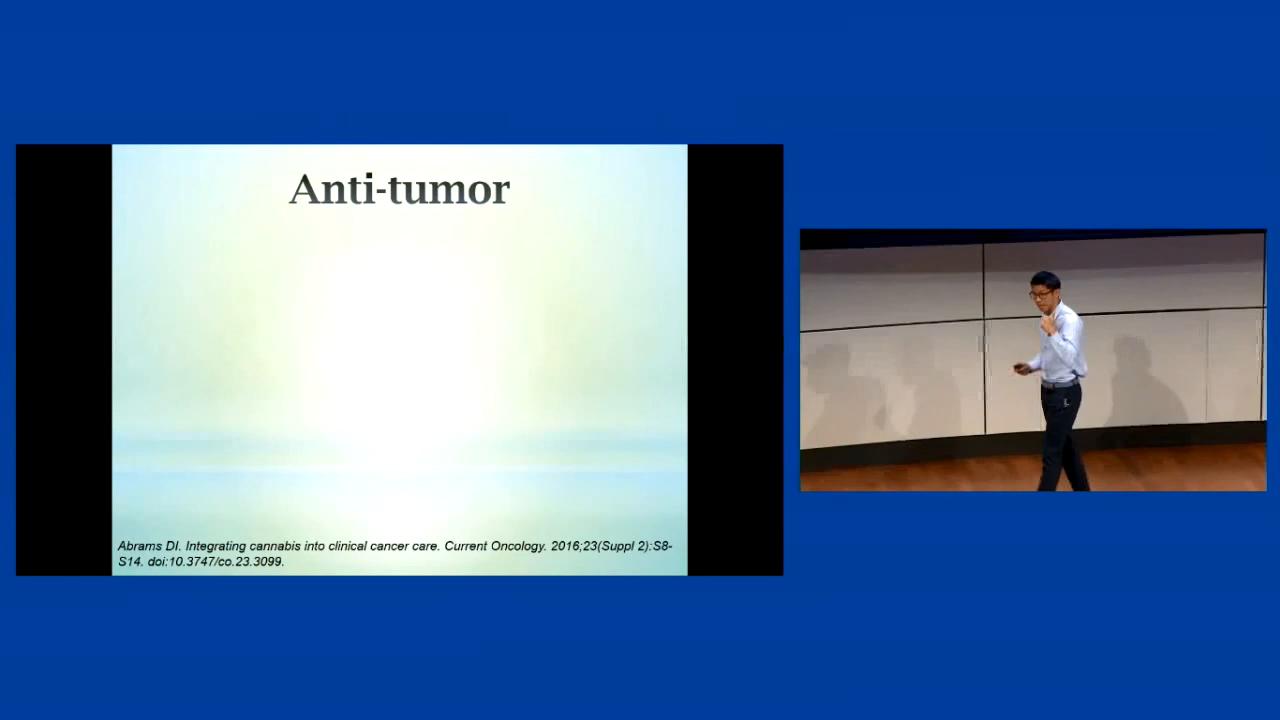 Anti-tumor
Abrams DI. Integrating cannabis into clinical cancer care. Current Oncology. 2016;23(Suppl 2):S8-
S14. doi:10.3747/co.23.3099.